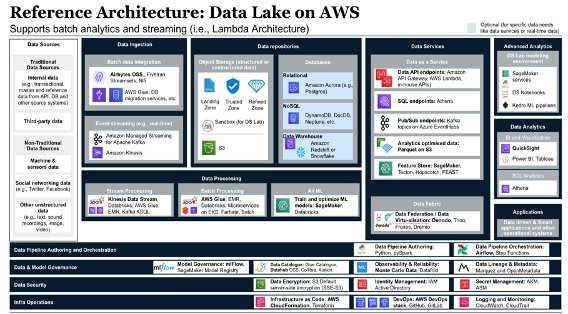 Reference Architecture: Data Lake on AWS
Supports batch analytics and streaming (i.e., Lambda Architecture)
Optional (for specific data needs
like data services or real-time data)
Data Sources
Traditional
Data Sources
Internal data
(e.g., transactional,
master and reference
data from API, DB and
other source systems)
Third-party data
Non-Traditional
Data Sources
Machine &
sensors data
Social networking data
(e.g., Twitter, Facebook)
Other unstructured
data
(e.g., text, sound
recordings, image,
video)
Data ingestion
Batch data integration
Airbytes OSS,, Fivetran,
Streamsets, Nifi
AWS Glue, DB
migration services, etc.
Event streaming (e.g., real-time)
Amazon Managed Streaming
for Apache Kafka
Amazon Kinesis
Data repositories
Object Storage (structured or
unstructured data)
Landing
Zone
Trusted
Zone
Refined
Zone
Sandbox (for DS Lab)
S3
Databases
Relational
Amazon Aurora (e.g.,
Postgres)
NoSQL
DynamoDB, DocDB,
Neptune, etc.
Data Warehouse
Amazon
Redshift or
Snowflake
Data Processing
Stream Processing
Kinesis Data Stream,
Databricks, AWS Glue,
EMR, Kafka KSQL
Batch Processing
AWS Glue, EMR,
Databricks, Microservices
on EKS, Farbate, Batch
AI/ ML
Train and optimize ML
models: SageMaker,
Databricks
Data Services
Data as a Service
Data API endpoints: Amazon
API Gateway, AWS Lambda,
in-house APIs
SQL endpoints: Athena
Pub/Sub endpoints: Kafka
topics on Azure EventHubs
Analytics optimised data:
Parquet on S3
Feature Store: SageMaker,
Tecton, Hopscotch, FEAST
Data Fabric
denodo
Data Federation / Data
Virtualisation: Denodo, Trino,
Fraxses, Dremio
Advanced Analytics
DS Lab modeling
environment
SageMaker
services
DS Notebooks
Kedro ML pipelines
Data Analytics
BI and Visualization
QuickSight
Power BI, Tableau
SQL Analytics
Athena
Applications
Data driven & Smart
applications and other
operational systems
Data Pipeline Authoring and Orchestration
Data Pipeline Authoring:
Python, pySpark
Data Pipeline Orchestration:
Airflow, Step Functions
Data & Model Governance
mlflow
Model Governance: mlFlow,
SageMaker Model Registry
Data Catalogue: Glue Catalogue,
Datahub OSS, Collibra, Alation
Observability & Reliability:
Monte Carlo Data, Datafold
Data Lineage & Metadata:
Marquez and OpenMetadata
Data Security
Data Encryption: S3 Default
server-side encryption (SSE-S3)
Identity Management: IAM
Active Directory
Secret Management: AKM,
ASM
Infra Operations
Infrastructure as Code: AWS
CloudFormation, Terraform
DevOps: AWS DevOps
stack, GitHub, GitLab
Logging and Monitoring:
CloudWatch, CloudTrail